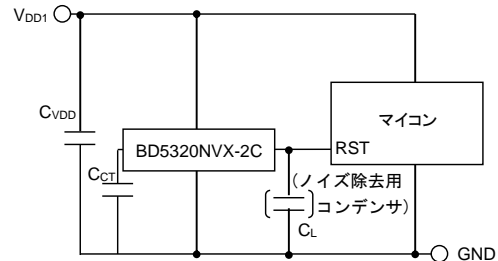 VDD1
CVDD
BD5320NVX-2C
マイコン
RST
CCT
(ノイズ除去用
コンデンサ)
CL
GND